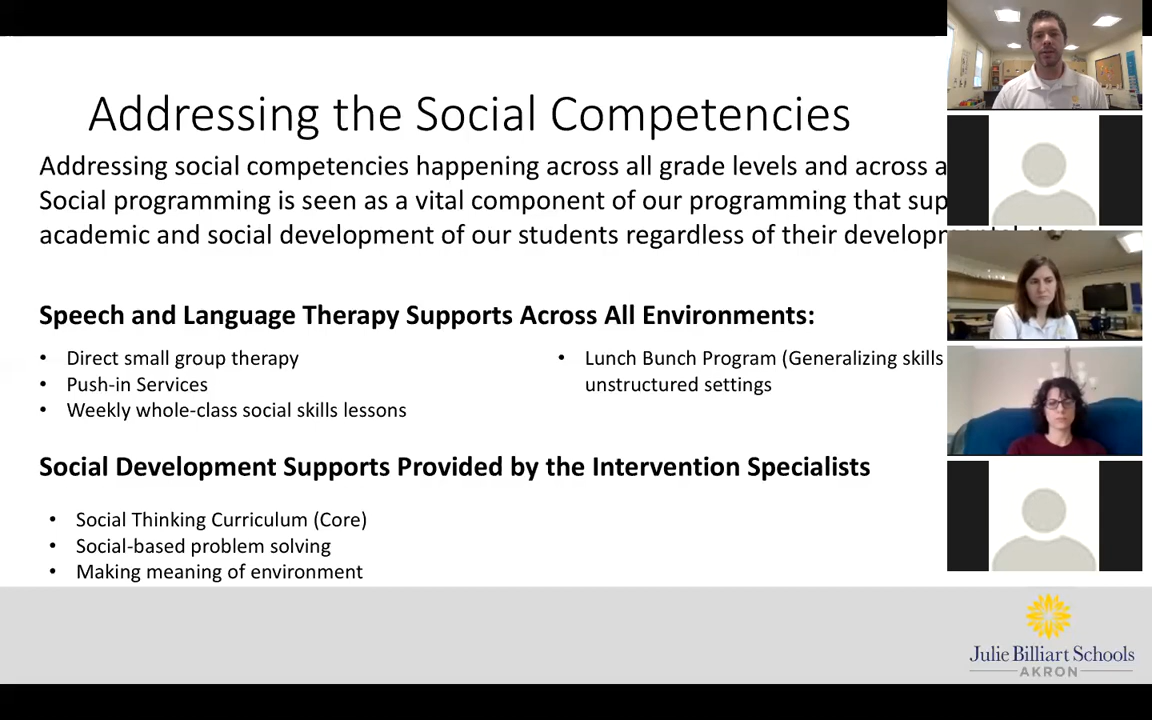 Addressing the Social Competencies
Addressing social competencies happening across all grade levels and across
Social programming is seen as a vital component of our programming that
academic and social development of our students regardless of their
Speech and Language Therapy Supports Across All Environments:
• Direct small group therapy
• Push-in Services
• Weekly whole-class social skills lessons
• Lunch Bunch Program (Generalizing skills
unstructured settings
Social Development Supports Provided by the Intervention Specialists
• Social Thinking Curriculum (Core)
• Social-based problem solving
• Making meaning of environment
Julie Billiart Schools
AKRON